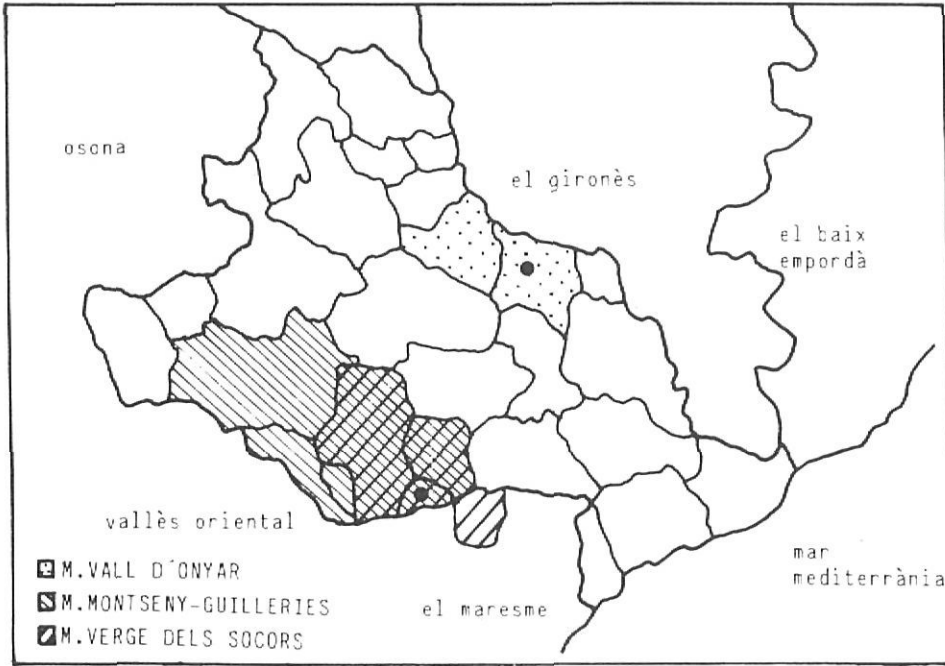 osona
el gironès
el baix
empordà
vallès oriental
mar
mediterrània
el maresme
M.VALL D´ONYAR
M.MONTSENY-GUILLERIES
M.VERGE DELS SOCORS